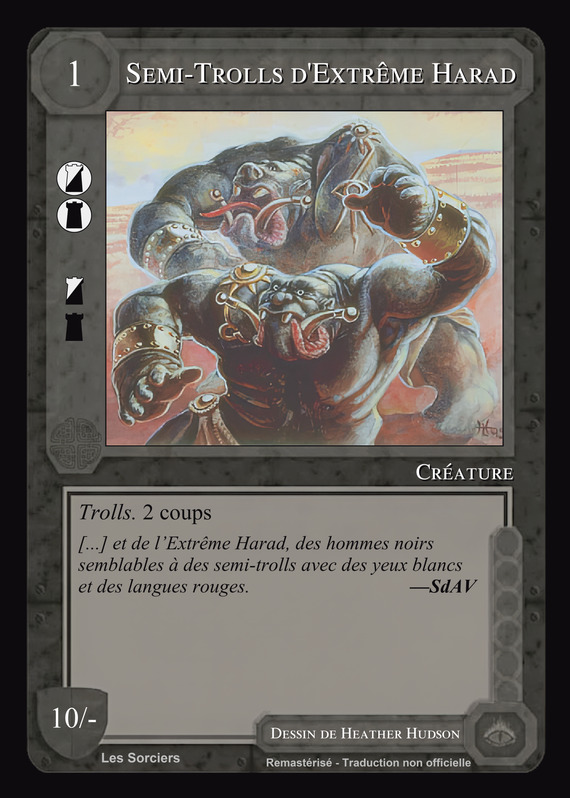 1
Semi-Trolls d'Extrême Harad
Créature
Trolls. 2 coups
[...] et de l'Extrême Harad, des hommes noirs
semblables à des semi-trolls avec des yeux blancs
et des langues rouges. —SdAV
10/-
Dessin de Heather Hudson
Les Sorciers
Remastérisé - Traduction non officielle